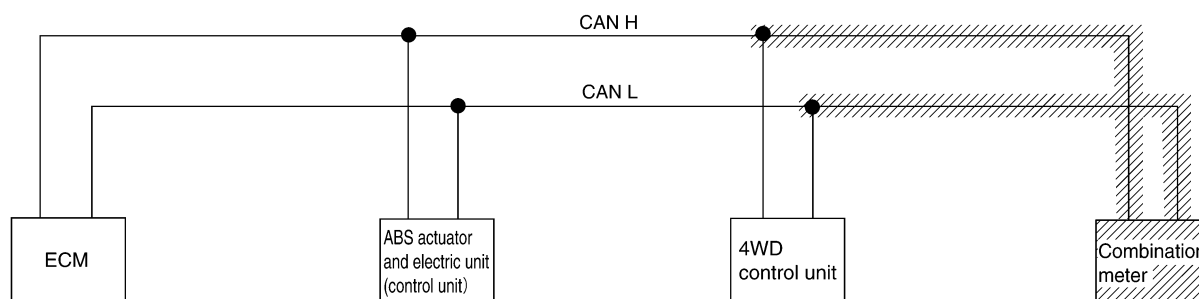 CAN H
CAN L
ECM
ABS actuator
and electric unit
(control unit)
4WD
control unit
Combination
meter